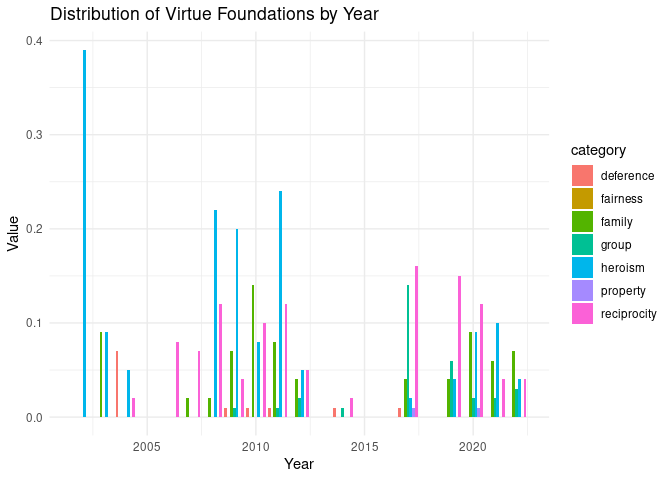 Distribution of Virtue Foundations by Year
0.4
0.3
0.2
0.1
0.0
Value
2005
2010
2015
2020
Year
category
deference
fairness
family
group
heroism
property
reciprocity